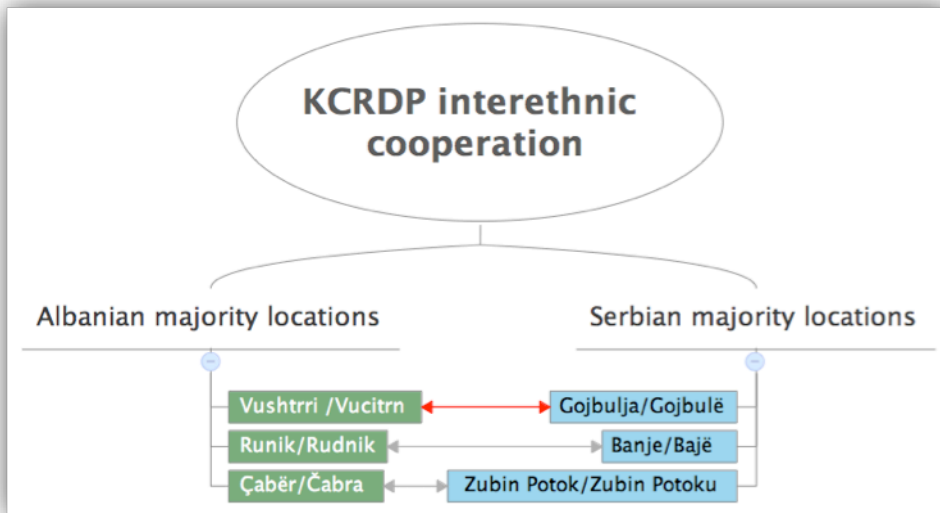 KCRDP interethnic
cooperation
Albanian majority locations
Serbian majority locations
Vushtrri /Vucitrn
Gojbulja/Gojbulë
Runik/Rudnik
Banje/Bajë
Çabër/Čabra
Zubin Potok/Zubin Potoku